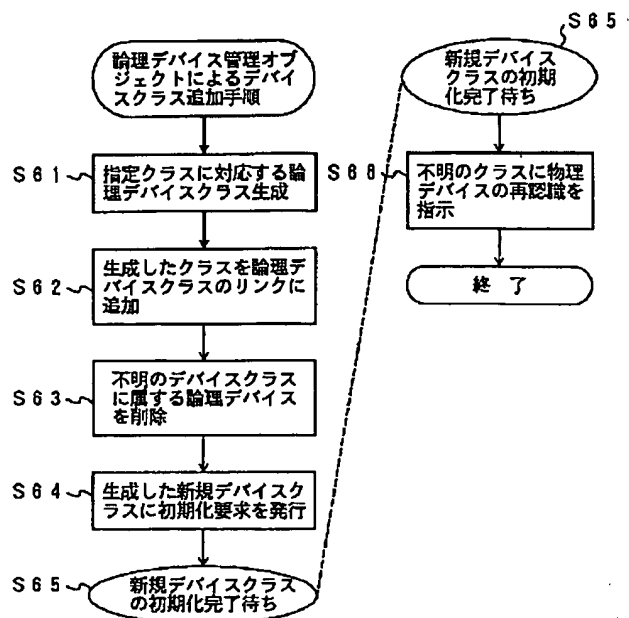 論理デバイス管理オブ
ジェクトによるデバイ
スクラス追加手順
S61
指定クラスに対応する論
理デバイスクラス生成
S62
生成したクラスを論理デ
バイスクラスのリンクに
追加
S63
不明のデバイスクラス
に属する論理デバイス
を削除
S64
生成した新規デバイスク
ラスに初期化要求を発行
S65
新規デバイスクラス
の初期化完了待ち
S65
新規デバイス
クラスの初期
化完了待ち
S66
不明のクラスに物理
デバイスの再認識を
指示
終了